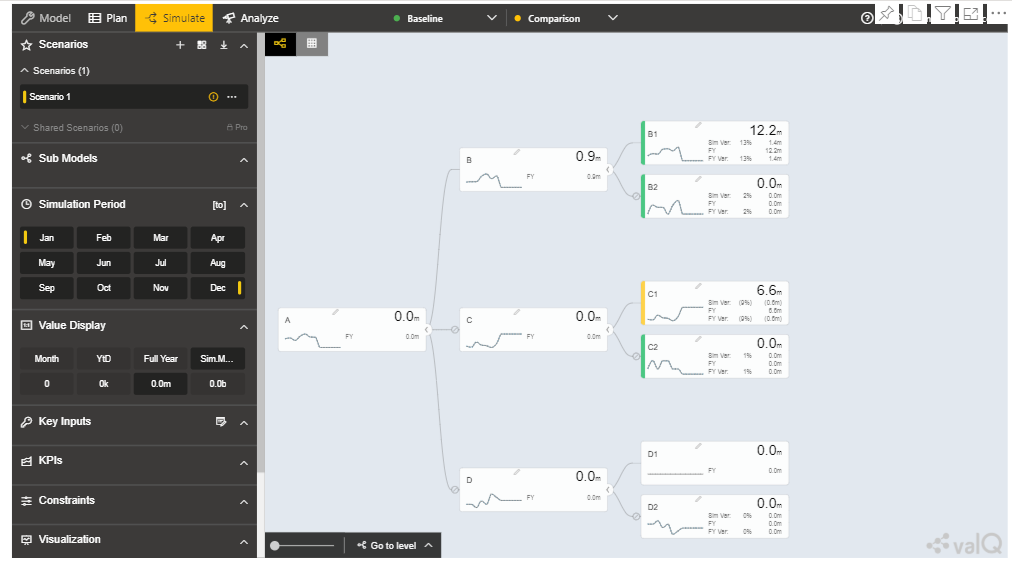 Model Plan Simulate Analyze Baseline Comparison
Scenarios
Scenarios (1)
Scenario 1
Shared Scenarios (0) Pro
Sub Models
Simulation Period [to]
Jan Feb Mar Apr
May Jun Jul Aug
Sep Oct Nov Dec
Value Display
Month YtD Full Year Sim.M...
0 0k 0.0m 0.0b
Key Inputs
KPIs
Constraints
Visualization
A 0.0m
FY 0.0m
B 0.9m
FY 0.9m
B1 12.2m
Sim Var: 13% 1.4m
FY 12.2m
FY Var: 13% 1.4m
B2 0.0m
Sim Var: 2% 0.0m
FY 0.0m
FY Var: 2% 0.0m
C 0.0m
FY 0.0m
C1 6.6m
Sim Var: (9%) (0.6m)
FY 6.6m
FY Var: (9%) (0.6m)
C2 0.0m
Sim Var: 1% 0.0m
FY 0.0m
FY Var: 1% 0.0m
D 0.0m
FY 0.0m
D1 0.0m
FY 0.0m
D2 0.0m
Sim Var: 0% 0.0m
FY 0.0m
FY Var: 0% 0.0m
Go to level
valQ